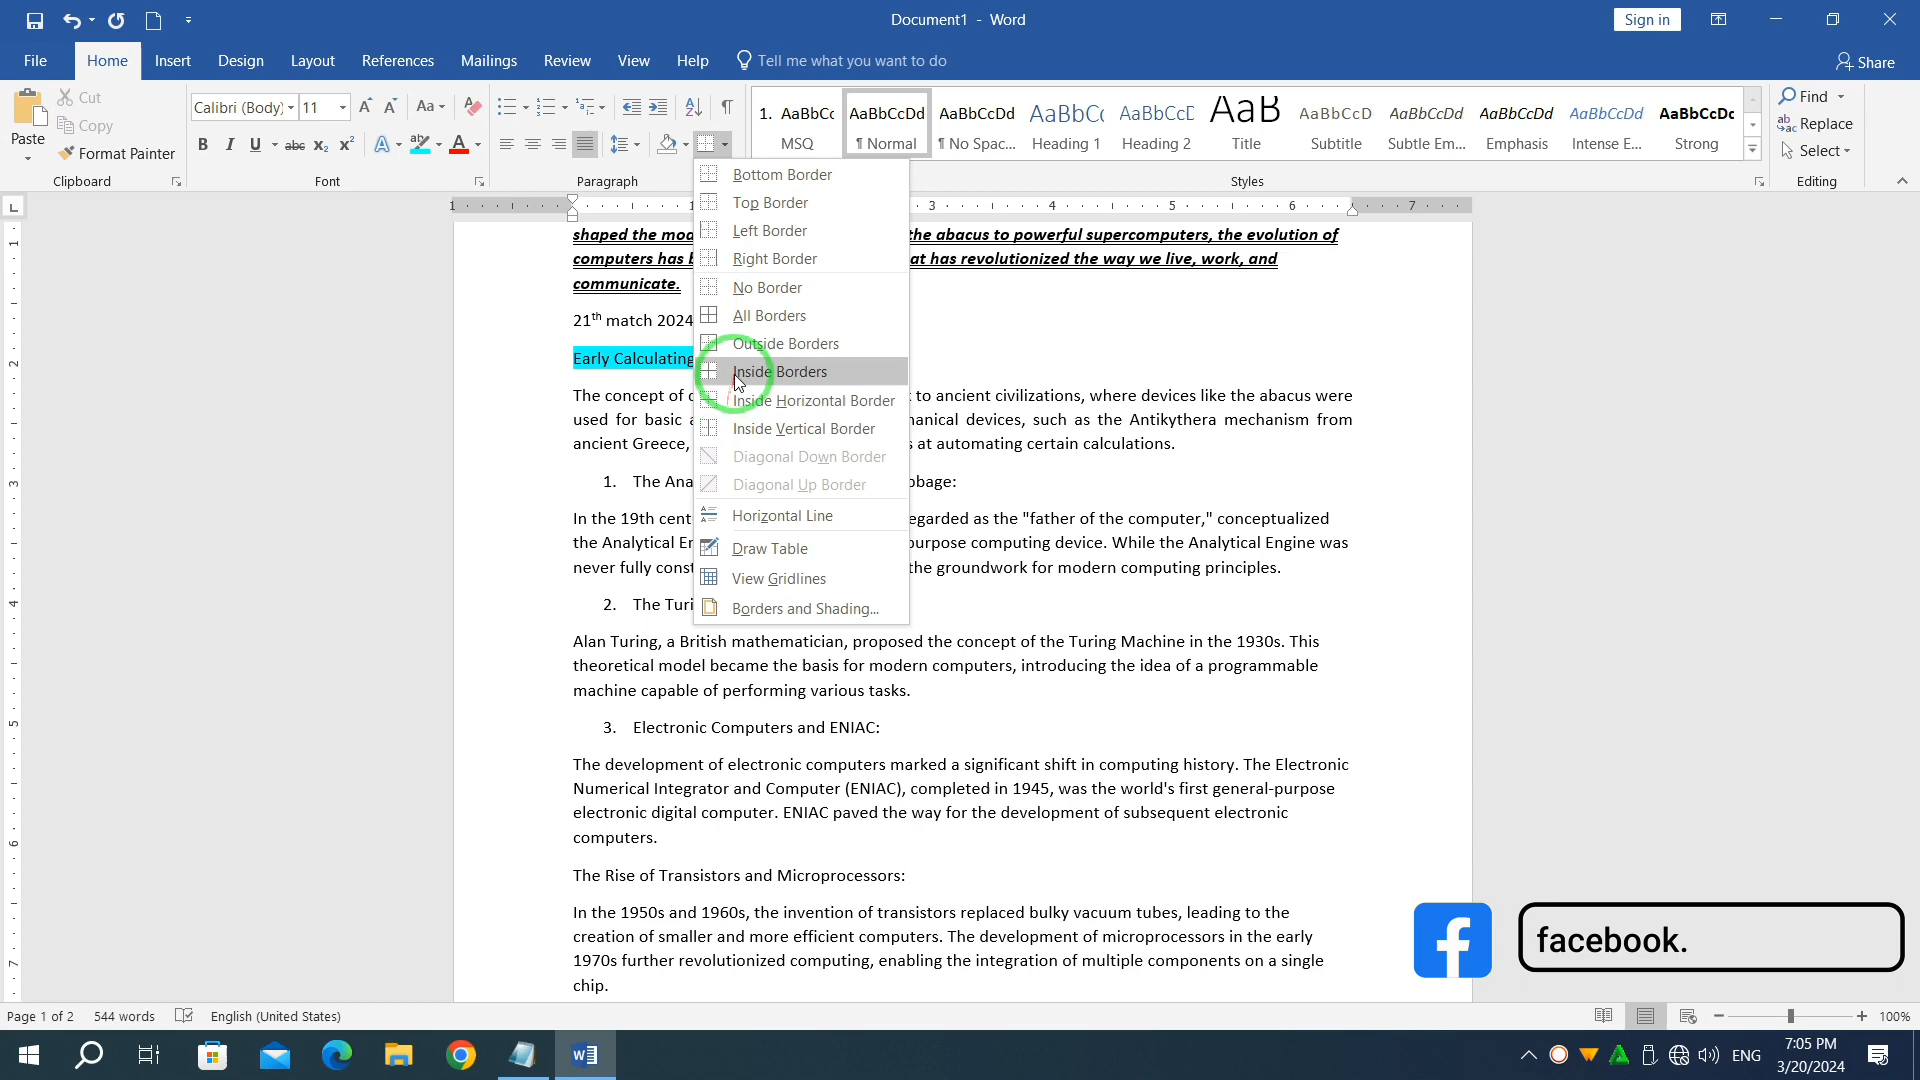 Document1 - Word
Sign in
File Home Insert Design Layout References Mailings Review View Help Tell me what you want to do
Share
Paste
Cut
Copy
Format Painter
Clipboard
Calibri (Body) 11
Font
Paragraph
1. AaBbCc AaBbCcDd AaBbCcDd AaBbCc AaBbCcE AaB AaBbCcD AaBbCcDd AaBbCcDd AaBbCcDd AaBbCcDc
MSQ ¶ Normal ¶ No Spac... Heading 1 Heading 2 Title Subtitle Subtle Em... Emphasis Intense E... Strong
Styles
Find
Replace
Select
Editing
Bottom Border
Top Border
Left Border
Right Border
No Border
All Borders
Outside Borders
Inside Borders
Inside Horizontal Border
Inside Vertical Border
Diagonal Down Border
Diagonal Up Border
Horizontal Line
Draw Table
View Gridlines
Borders and Shading...
shaped the mod the abacus to powerful supercomputers, the evolution of
computers has b at has revolutionized the way we live, work, and
communicate.
21th match 2024
Early Calculating
The concept of c to ancient civilizations, where devices like the abacus were
used for basic a hanical devices, such as the Antikythera mechanism from
ancient Greece, s at automating certain calculations.
1. The Ana bbage:
In the 19th cent egarded as the "father of the computer," conceptualized
the Analytical En purpose computing device. While the Analytical Engine was
never fully const the groundwork for modern computing principles.
2. The Turi
Alan Turing, a British mathematician, proposed the concept of the Turing Machine in the 1930s. This
theoretical model became the basis for modern computers, introducing the idea of a programmable
machine capable of performing various tasks.
3. Electronic Computers and ENIAC:
The development of electronic computers marked a significant shift in computing history. The Electronic
Numerical Integrator and Computer (ENIAC), completed in 1945, was the world's first general-purpose
electronic digital computer. ENIAC paved the way for the development of subsequent electronic
computers.
The Rise of Transistors and Microprocessors:
In the 1950s and 1960s, the invention of transistors replaced bulky vacuum tubes, leading to the
creation of smaller and more efficient computers. The development of microprocessors in the early
1970s further revolutionized computing, enabling the integration of multiple components on a single
chip.
facebook.
Page 1 of 2 544 words English (United States) 100%
ENG
7:05 PM
3/20/2024